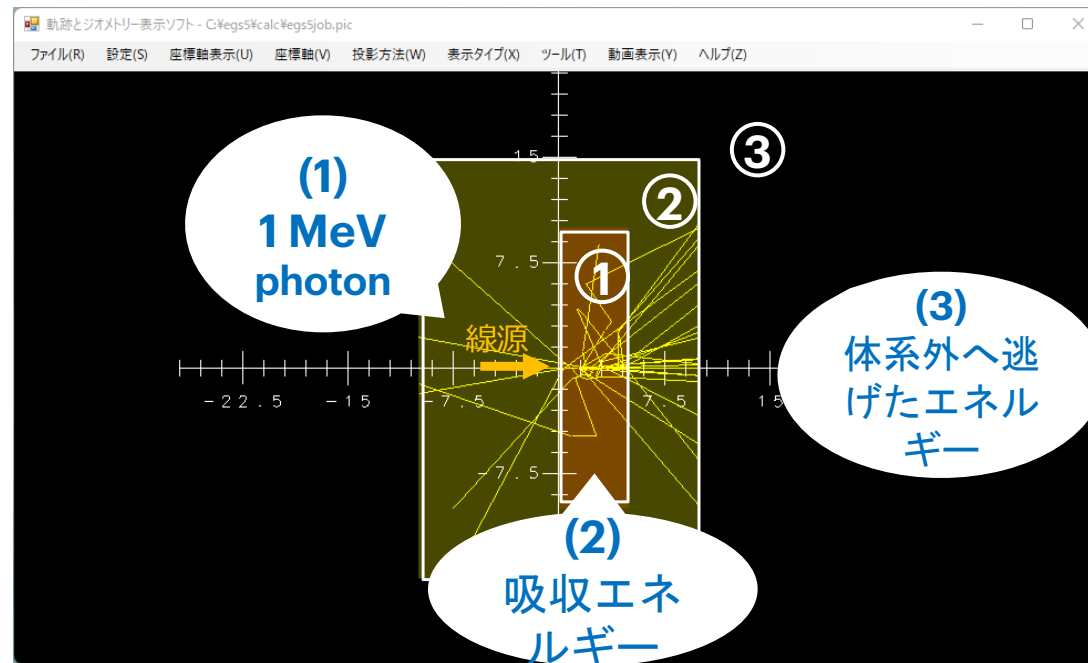 軌跡とジオメトリー表示ソフト - C:¥egs5¥calc¥egs5job.pic
ファイル(R) 設定(S) 座標軸表示(U) 座標軸(V) 投影方法(W) 表示タイプ(X) ツール(T) 動画表示(Y) ヘルプ(Z)
15
③
(1)
1 MeV
photon
②
7.5
①
(3)
体系外へ逃
げたエネル
ギー
線源
-22.5 -15 -7.5 7.5 15
-7.5
(2)
吸収エネ
ルギー